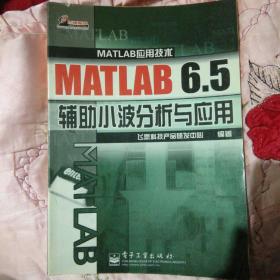 MATLAB应用技术
MATLAB 6.5
辅助小波分析与应用
飞思科技产品研发中心 编著
MATLAB
电子工业出版社